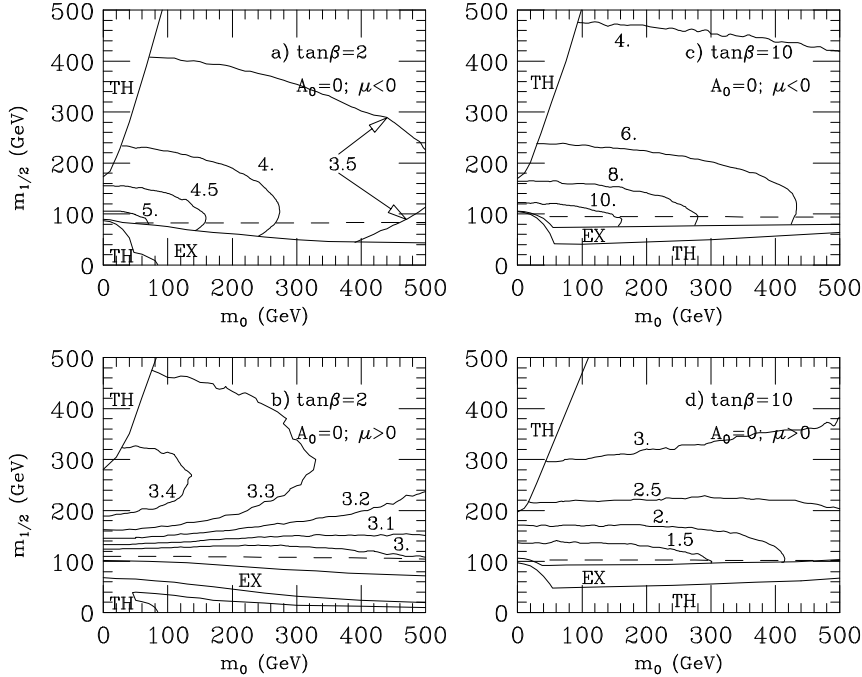 a) tanβ=2
A₀=0; μ<0
TH
3.5
4.
4.5
5.
EX
TH
500
400
300
200
100
0
0 100 200 300 400 500
m₁/₂ (GeV)
m₀ (GeV)
c) tanβ=10
A₀=0; μ<0
4.
TH
6.
8.
10.
EX
TH
500
400
300
200
100
0
0 100 200 300 400 500
m₀ (GeV)
b) tanβ=2
A₀=0; μ>0
TH
3.4
3.3
3.2
3.1
3.
EX
TH
500
400
300
200
100
0
0 100 200 300 400 500
m₁/₂ (GeV)
m₀ (GeV)
d) tanβ=10
A₀=0; μ>0
TH
3.
2.5
2.
1.5
EX
TH
500
400
300
200
100
0
0 100 200 300 400 500
m₀ (GeV)